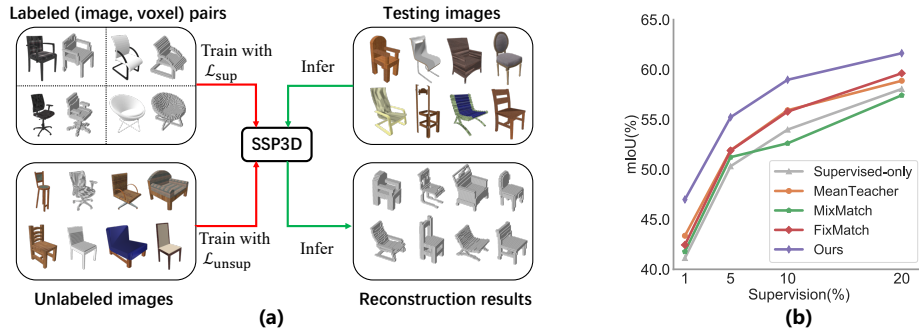 Labeled (image, voxel) pairs
Testing images
Train with
ℒsup
Infer
SSP3D
Train with
ℒunsup
Infer
Unlabeled images
Reconstruction results
(a)
65.0
60.0
55.0
50.0
45.0
40.0
mIoU(%)
Supervised-only
MeanTeacher
MixMatch
FixMatch
Ours
1
5
10
20
Supervision(%)
(b)